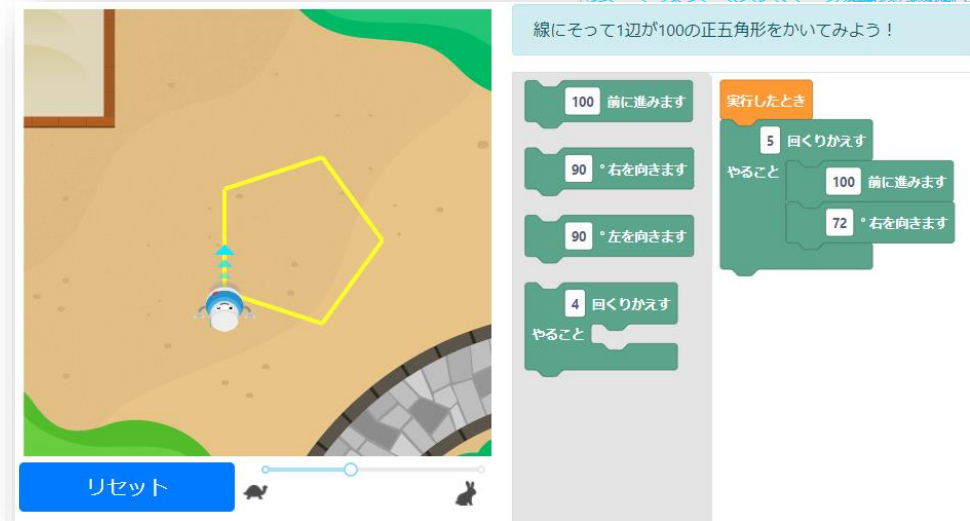 線にそって1辺が100の正五角形をかいてみよう！
100 前に進みます
90 °右を向きます
90 °左を向きます
4 回くりかえす
やること
実行したとき
5 回くりかえす
やること
100 前に進みます
72 °右を向きます
リセット